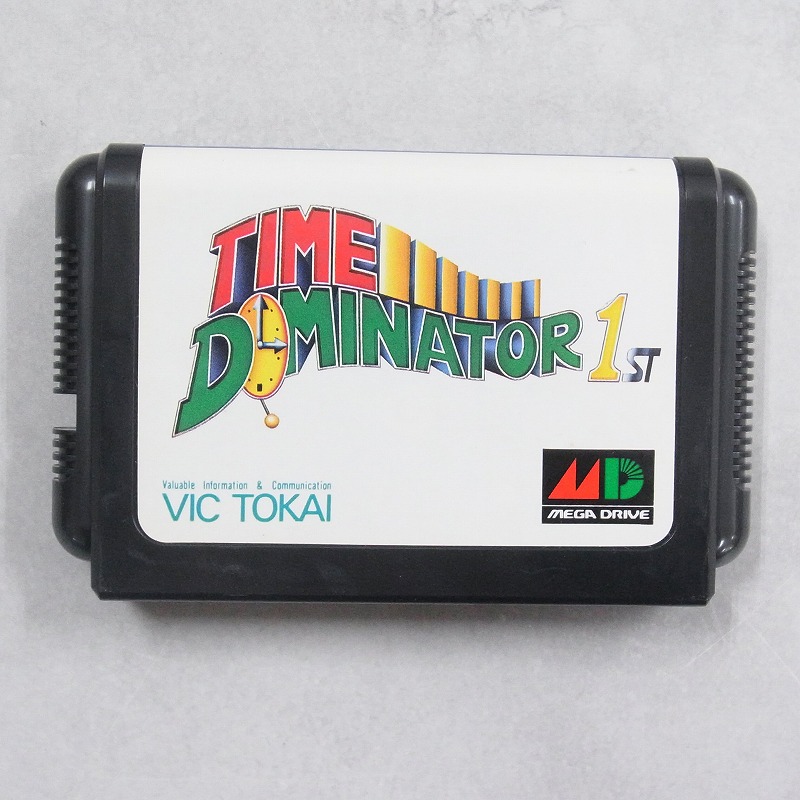 TIME
DOMINATOR 1ST
Valuable Information & Communication
VIC TOKAI
MD
MEGA DRIVE